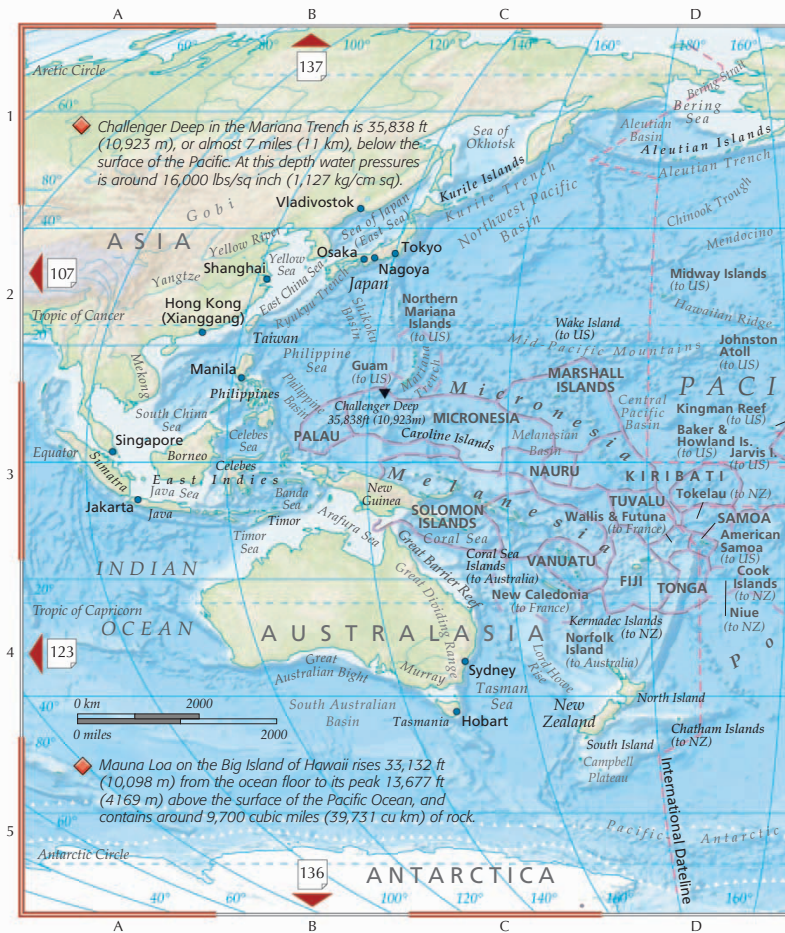 A B C D
60° 80° 100° 120° 140° 160° 180° 160°
137
Arctic Circle
Bering Strait
1
60°
Bering
Sea
Sea of
Okhotsk
Aleutian
Basin
Aleutian Islands
Aleutian Trench
Challenger Deep in the Mariana Trench is 35,838 ft
(10,923 m), or almost 7 miles (11 km), below the
surface of the Pacific. At this depth water pressures
is around 16,000 lbs/sq inch (1,127 kg/cm sq).
80°
Kurile Islands
Kurile Trench
Northwest Pacific
Basin
Chinook Trough
Mendocino
Vladivostok
Gobi
40°
Sea of Japan
(East Sea)
ASIA
Yellow River
Yellow
Sea
Osaka
Tokyo
Nagoya
Japan
107
Shanghai
Yangtze
East China Sea
Ryukyu Trench
Shikoku
Basin
Midway Islands
(to US)
2
Hong Kong
(Xianggang)
Northern
Mariana
Islands
(to US)
Hawaiian Ridge
Tropic of Cancer
20°
Taiwan
Wake Island
(to US)
Mid Pacific Mountains
Johnston
Atoll
(to US)
Philippine
Sea
Guam
(to US)
Mariana
Trench
Manila
Philippines
Mekong
MARSHALL
ISLANDS
PACI
Micronesia
Philippine
Basin
Challenger Deep
35,838ft (10,923m)
MICRONESIA
Central
Pacific
Basin
Kingman Reef
(to US)
South China
Sea
PALAU
Caroline Islands
Melanesian
Basin
Baker &
Howland Is.
(to US)
Jarvis I.
(to US)
Singapore
Celebes
Sea
Equator
Borneo
Sumatra
Celebes
NAURU
KIRIBATI
3
East Indies
Java Sea
Banda
Sea
New
Guinea
Melanesia
TUVALU
Tokelau (to NZ)
Jakarta
Java
Timor
Arafura Sea
SOLOMON
ISLANDS
Wallis & Futuna
(to France)
SAMOA
Timor
Sea
Coral Sea
American
Samoa
(to US)
Great Barrier Reef
Coral Sea
Islands
(to Australia)
VANUATU
INDIAN
FIJI
TONGA
Cook
Islands
(to NZ)
20°
Great Dividing Range
New Caledonia
(to France)
Niue
(to NZ)
Tropic of Capricorn
Kermadec Islands
(to NZ)
OCEAN
AUSTRALASIA
Norfolk
Island
(to Australia)
Po
4
123
Great
Australian Bight
Murray
Sydney
Lord Howe
Rise
Tasman
Sea
North Island
0 km 2000
South Australian
Basin
New
Zealand
40°
0 miles 2000
Tasmania
Hobart
Chatham Islands
(to NZ)
80°
South Island
Campbell
Plateau
Mauna Loa on the Big Island of Hawaii rises 33,132 ft
(10,098 m) from the ocean floor to its peak 13,677 ft
(4169 m) above the surface of the Pacific Ocean, and
contains around 9,700 cubic miles (39,731 cu km) of rock.
International Dateline
60°
5
Pacific Antarctic
Antarctic Circle
136
ANTARCTICA
40° 60° 80° 100° 120° 140° 160° 180° 160°
A B C D